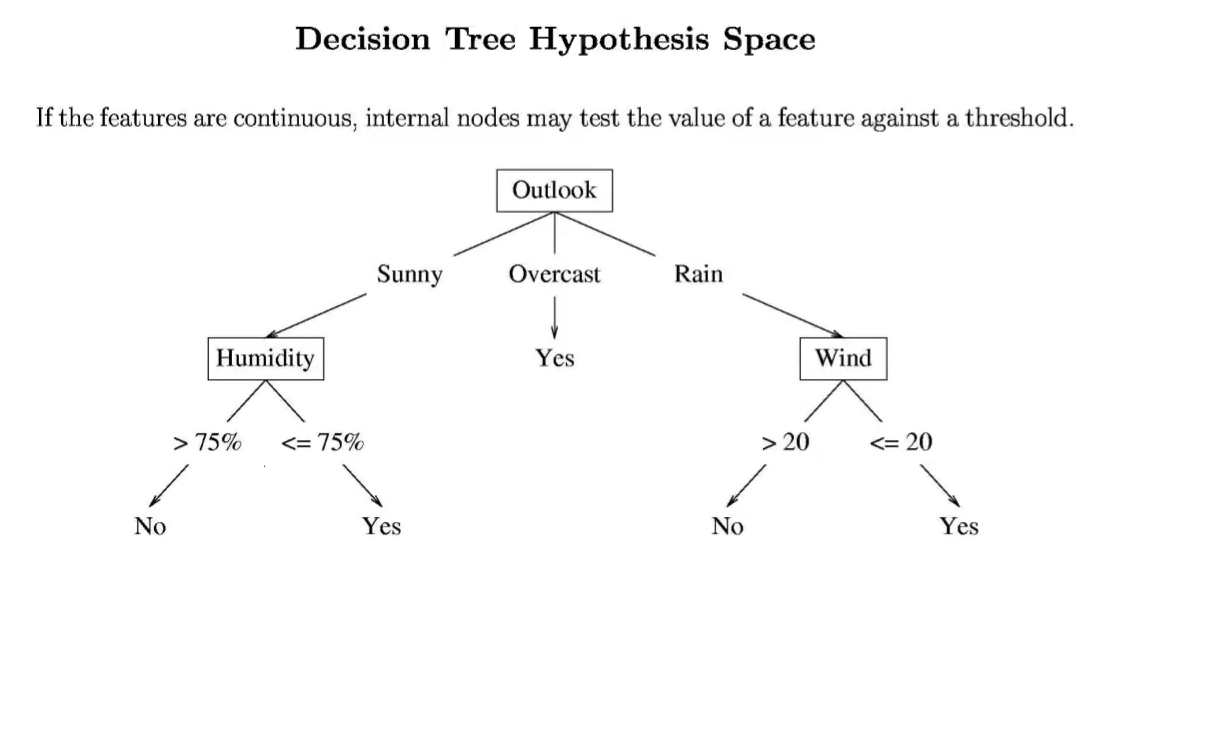 Decision Tree Hypothesis Space
If the features are continuous, internal nodes may test the value of a feature against a threshold.
Outlook
Sunny Overcast Rain
Humidity Yes Wind
> 75% <= 75% > 20 <= 20
No Yes No Yes